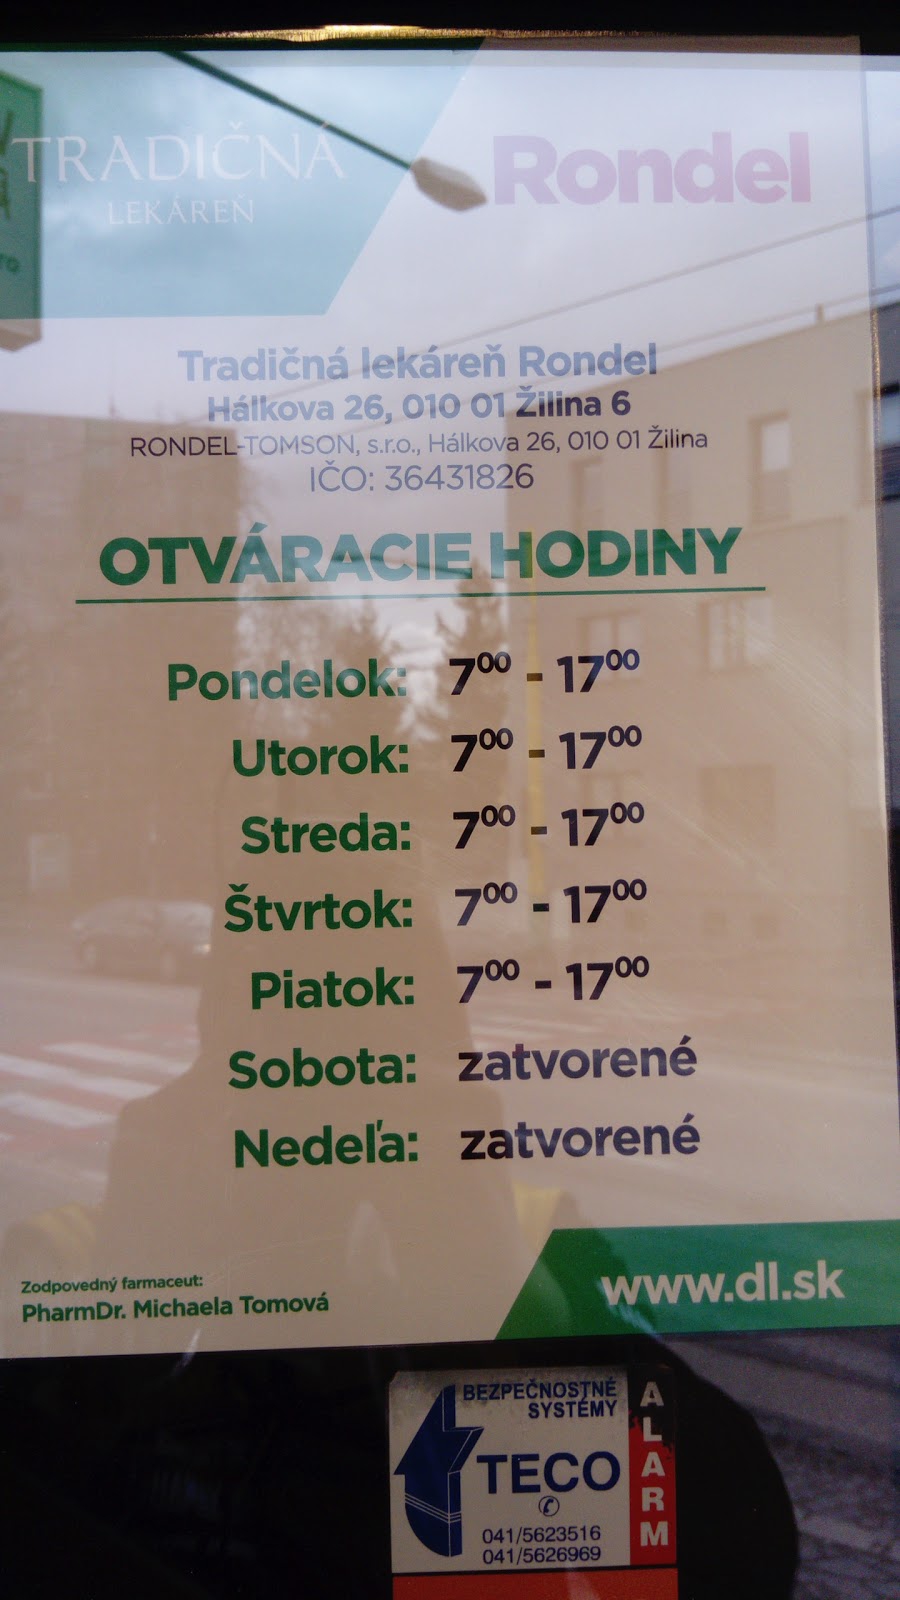 TRADIČNÁ
LEKÁREŇ
Rondel
Tradičná lekáreň Rondel
Hálkova 26, 010 01 Žilina 6
RONDEL-TOMSON, s.r.o., Hálkova 26, 010 01 Žilina
IČO: 36431826
OTVÁRACIE HODINY
Pondelok: 7⁰⁰ - 17⁰⁰
Utorok: 7⁰⁰ - 17⁰⁰
Streda: 7⁰⁰ - 17⁰⁰
Štvrtok: 7⁰⁰ - 17⁰⁰
Piatok: 7⁰⁰ - 17⁰⁰
Sobota: zatvorené
Nedeľa: zatvorené
Zodpovedný farmaceut:
PharmDr. Michaela Tomová
www.dl.sk
BEZPEČNOSTNÉ
SYSTÉMY
TECO
041/5623516
041/5626969
ALARM